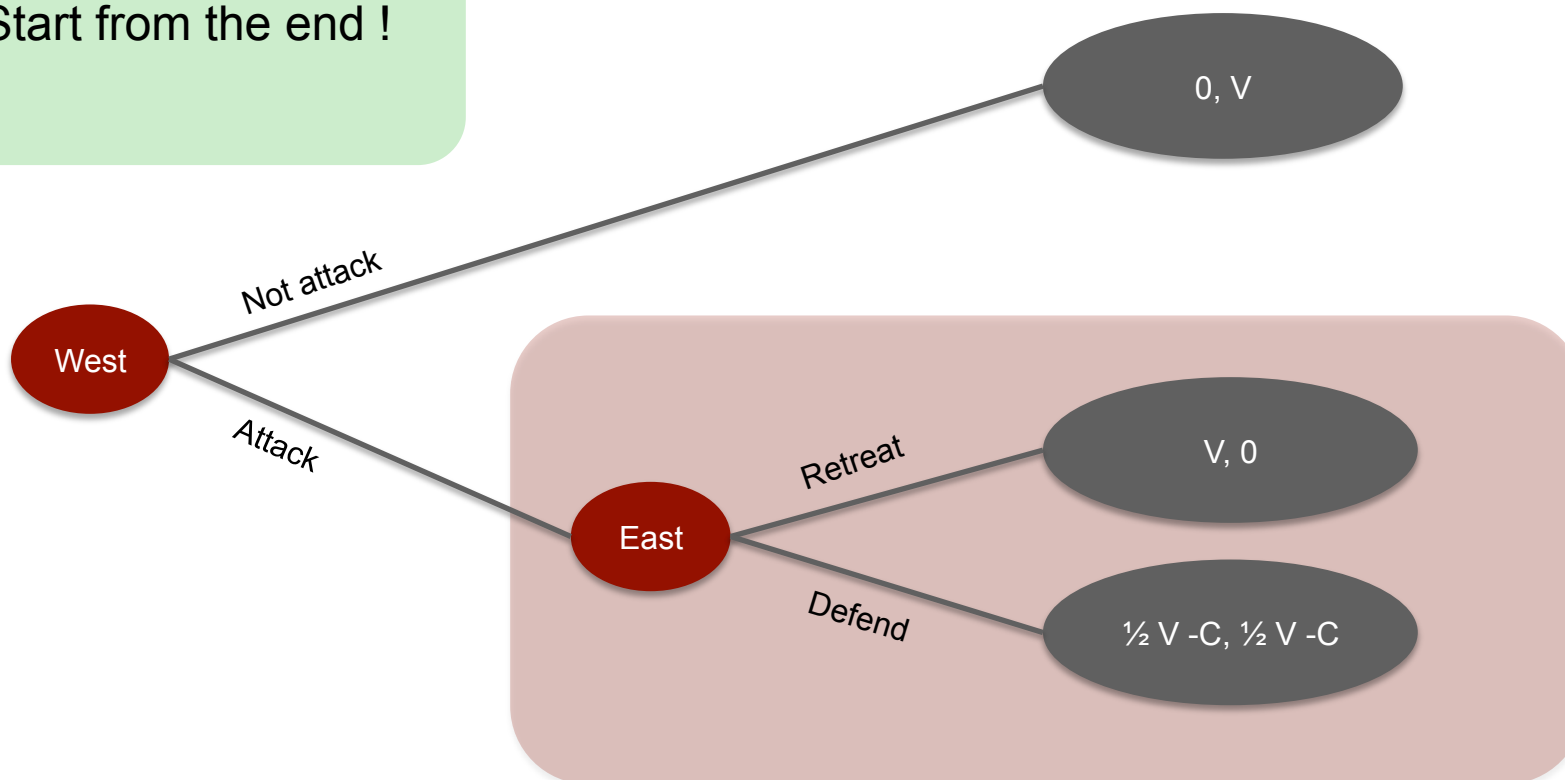 Start from the end !
0, V
Not attack
West
Attack
Retreat
V, 0
East
Defend
½ V -C, ½ V -C